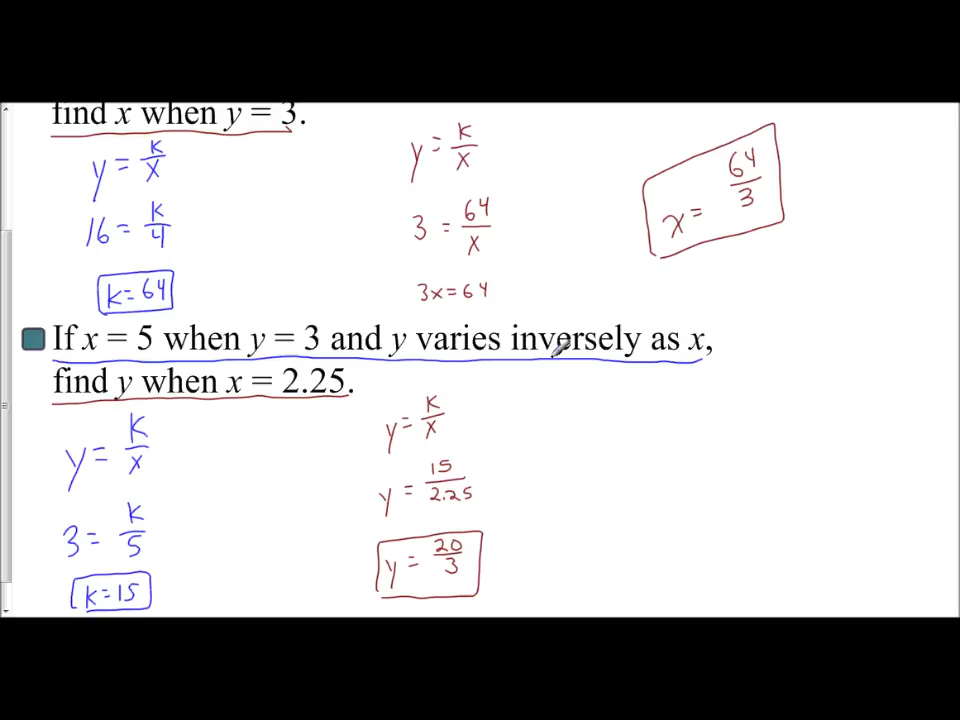 find x when y = 3.
y = k/x
16 = k/4
k = 64
y = k/x
3 = 64/x
3x = 64
x = 64/3
If x = 5 when y = 3 and y varies inversely as x,
find y when x = 2.25.
y = k/x
3 = k/5
k = 15
y = k/x
y = 15/2.25
y = 20/3